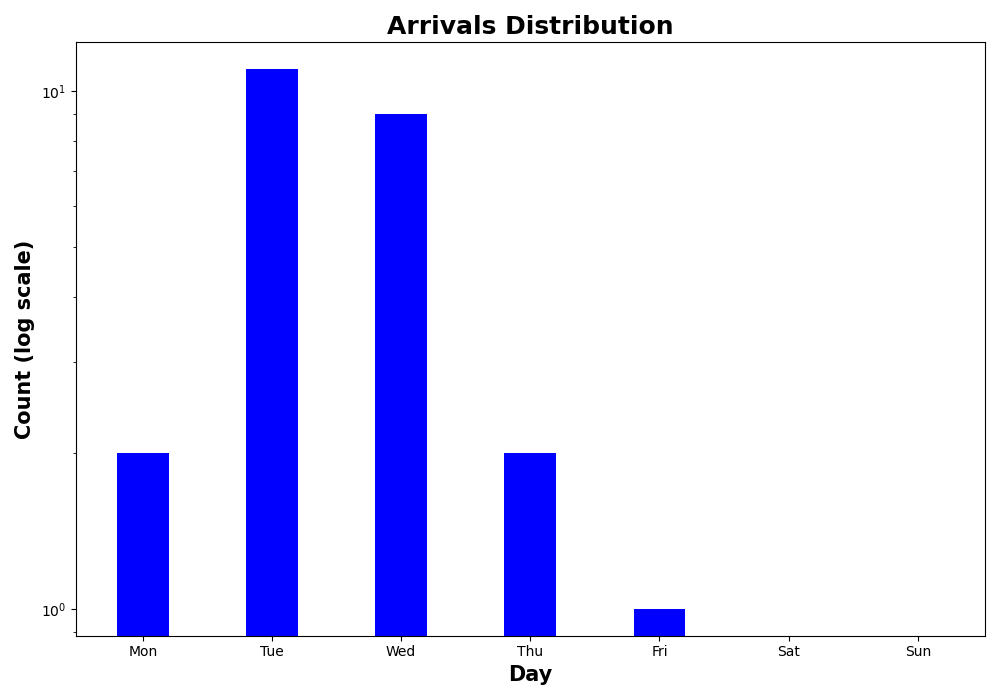 Arrivals Distribution
Count (log scale)
10¹
10⁰
Mon Tue Wed Thu Fri Sat Sun
Day